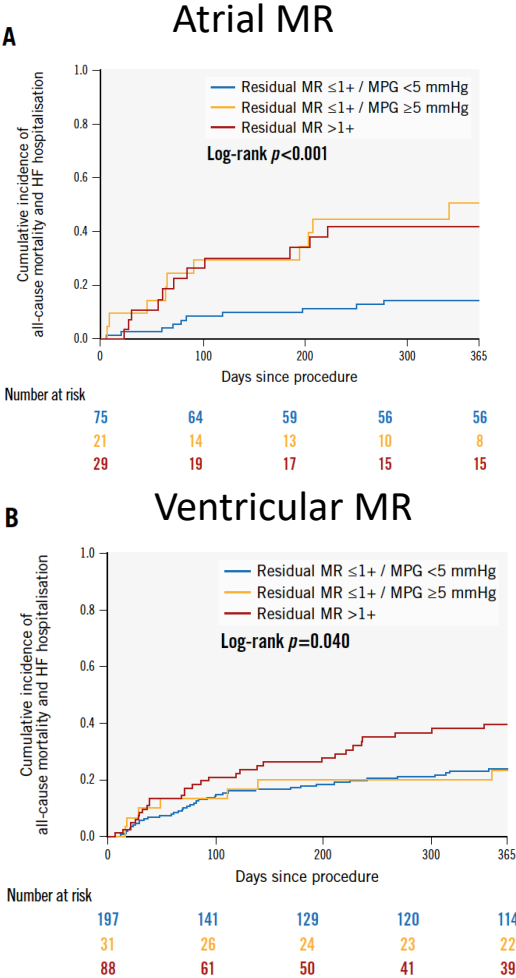 Atrial MR
A
Cumulative incidence of
all-cause mortality and HF hospitalisation
1.0
0.8
0.6
0.4
0.2
0.0
Residual MR ≤1+ / MPG <5 mmHg
Residual MR ≤1+ / MPG ≥5 mmHg
Residual MR >1+
Log-rank p<0.001
0 100 200 300 365
Days since procedure
Number at risk
75 64 59 56 56
21 14 13 10 8
29 19 17 15 15
Ventricular MR
B
Cumulative incidence of
all-cause mortality and HF hospitalisation
1.0
0.8
0.6
0.4
0.2
0.0
Residual MR ≤1+ / MPG <5 mmHg
Residual MR ≤1+ / MPG ≥5 mmHg
Residual MR >1+
Log-rank p=0.040
0 100 200 300 365
Days since procedure
Number at risk
197 141 129 120 114
31 26 24 23 22
88 61 50 41 39